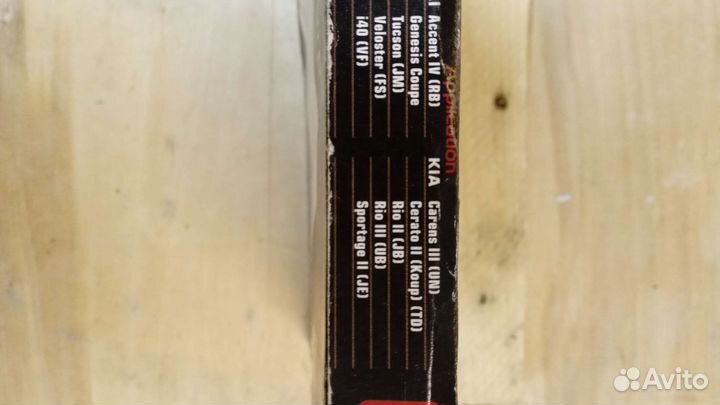 Application
Accent IV (RB)
Genesis Coupe
Tucson (JM)
Veloster (FS)
i40 (VF)
KIA
Carens III (UN)
Cerato II (Koup) (TD)
Rio II (JB)
Rio III (UB)
Sportage II (JE)
Avito